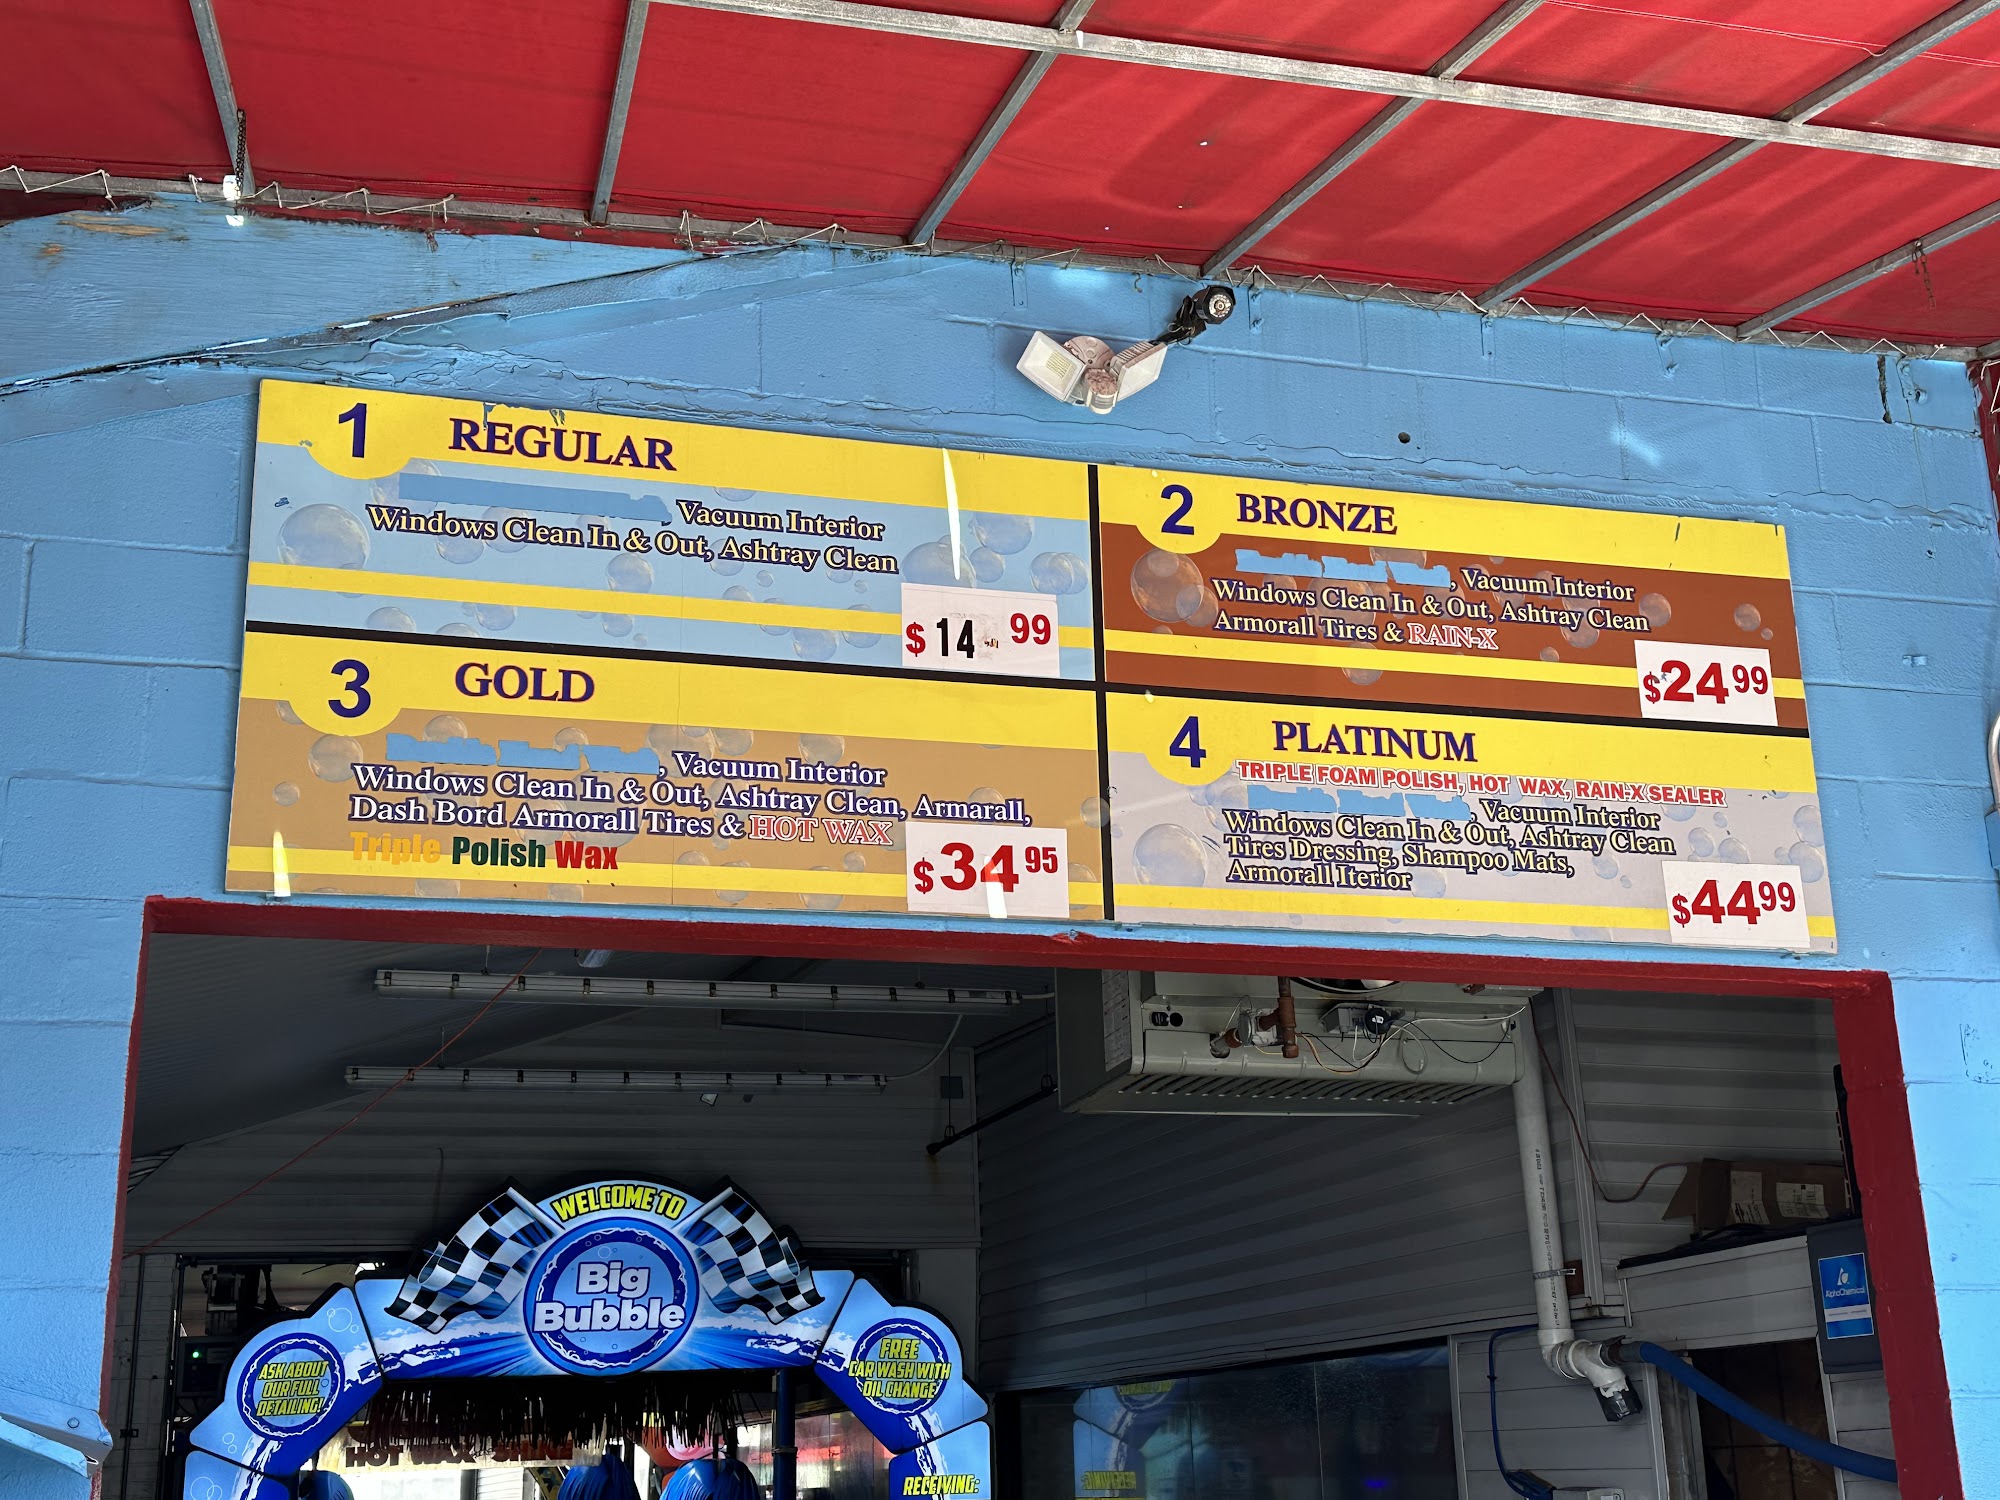 1 REGULAR
, Vacuum Interior
Windows Clean In & Out, Ashtray Clean
$14 99
2 BRONZE
, Vacuum Interior
Windows Clean In & Out, Ashtray Clean
Armorall Tires & RAIN-X
$24 99
3 GOLD
, Vacuum Interior
Windows Clean In & Out, Ashtray Clean, Armarall,
Dash Bord Armorall Tires & HOT WAX
Triple Polish Wax
$34 95
4 PLATINUM
TRIPLE FOAM POLISH, HOT WAX, RAIN-X SEALER
, Vacuum Interior
Windows Clean In & Out, Ashtray Clean
Tires Dressing, Shampoo Mats,
Armorall Iterior
$44 99
WELCOME TO
Big
Bubble
ASK ABOUT
OUR FULL
DETAILING!
FREE
CAR WASH WITH
OIL CHANGE
RECEIVING:
HOT WAX
AlphaChemical